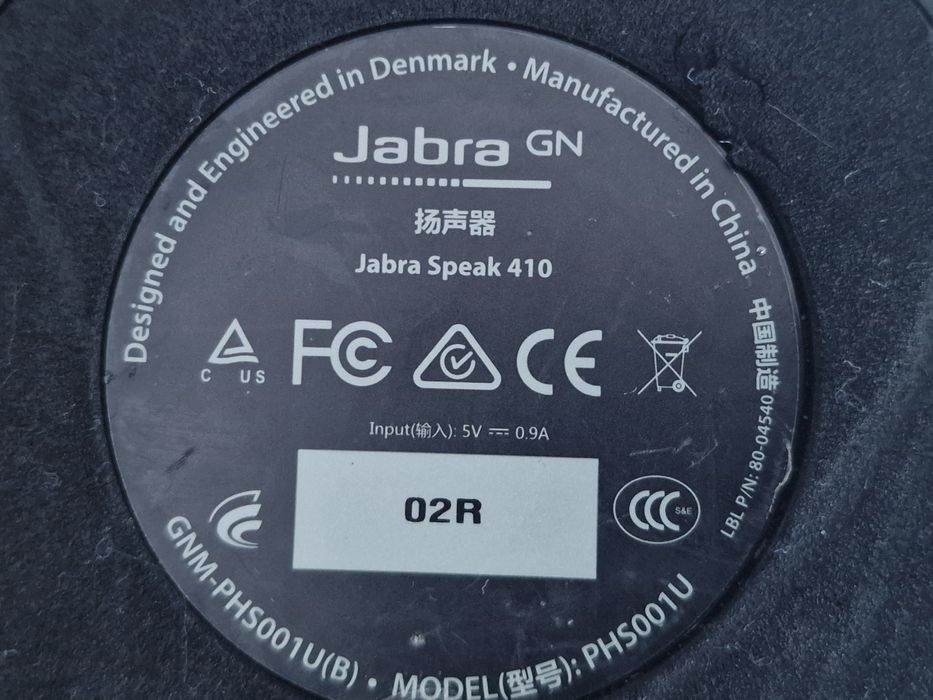 Designed and Engineered in Denmark • Manufactured in China 中国制造
Jabra GN
扬声器
Jabra Speak 410
C US
FC
CE
Input(输入): 5V ⎓ 0.9A
02R
CCC S&E
LBL P/N: 80-04540
GNM-PHS001U(B) • MODEL(型号): PHS001U